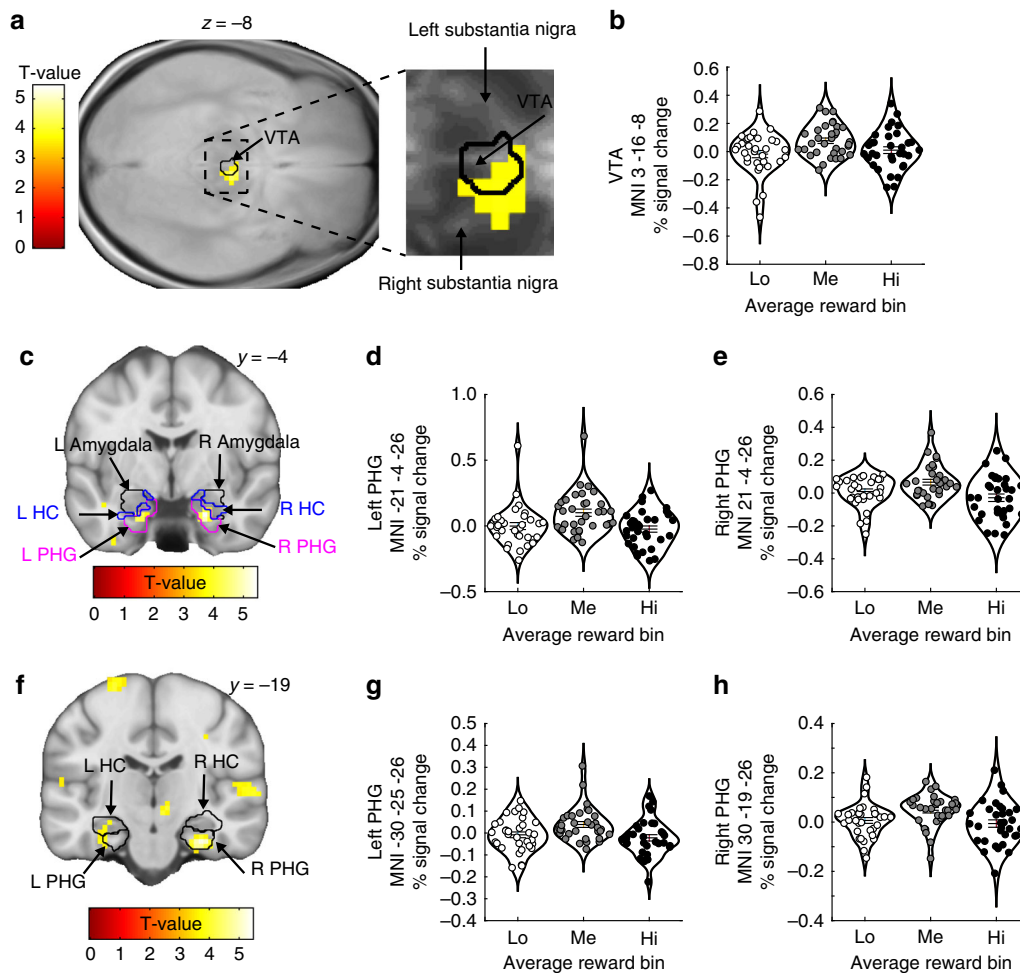 a
z = −8
T-value
5
4
3
2
1
0
VTA
Left substantia nigra
VTA
Right substantia nigra
b
VTA
MNI 3 -16 -8
% signal change
0.6
0.4
0.2
0.0
−0.2
−0.4
−0.6
−0.8
Lo Me Hi
Average reward bin
c
y = −4
L Amygdala
R Amygdala
L HC
R HC
L PHG
R PHG
T-value
0 1 2 3 4 5
d
Left PHG
MNI -21 -4 -26
% signal change
1.0
0.5
0.0
−0.5
Lo Me Hi
Average reward bin
e
Right PHG
MNI 21 -4 -26
% signal change
0.6
0.4
0.2
0.0
−0.2
−0.4
−0.6
Lo Me Hi
Average reward bin
f
y = −19
L HC
R HC
L PHG
R PHG
T-value
0 1 2 3 4 5
g
Left PHG
MNI -30 -25 -26
% signal change
0.5
0.4
0.3
0.2
0.1
0.0
−0.1
−0.2
−0.3
−0.4
Lo Me Hi
Average reward bin
h
Right PHG
MNI 30 -19 -26
% signal change
0.4
0.3
0.2
0.1
0.0
−0.1
−0.2
−0.3
−0.4
Lo Me Hi
Average reward bin